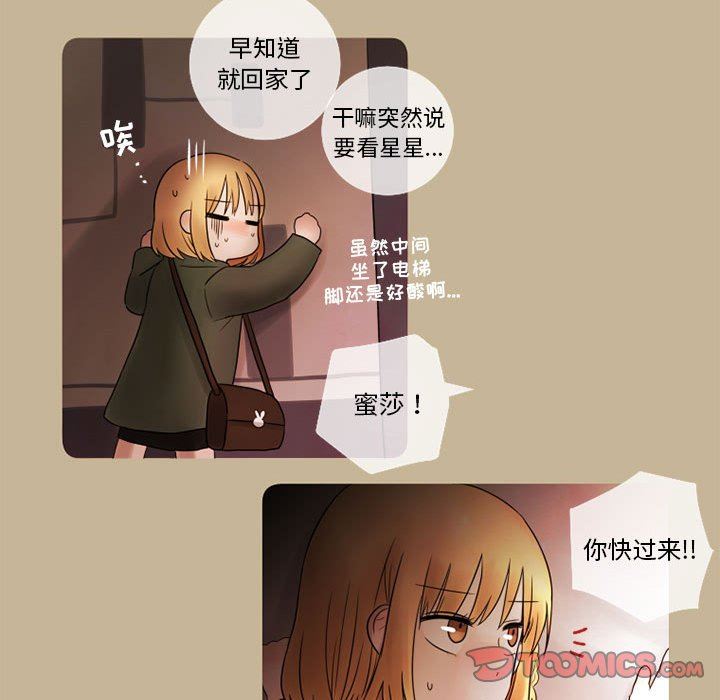 早知道
就回家了
干嘛突然说
要看星星...
唉
虽然中间
坐了电梯
脚还是好酸啊...
蜜莎！
你快过来!!
TOOMICS.COM